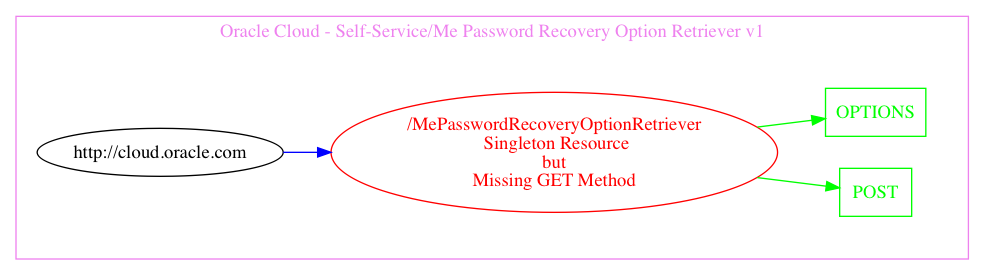 Oracle Cloud - Self-Service/Me Password Recovery Option Retriever v1
http://cloud.oracle.com
/MePasswordRecoveryOptionRetriever
Singleton Resource
but
Missing GET Method
OPTIONS
POST